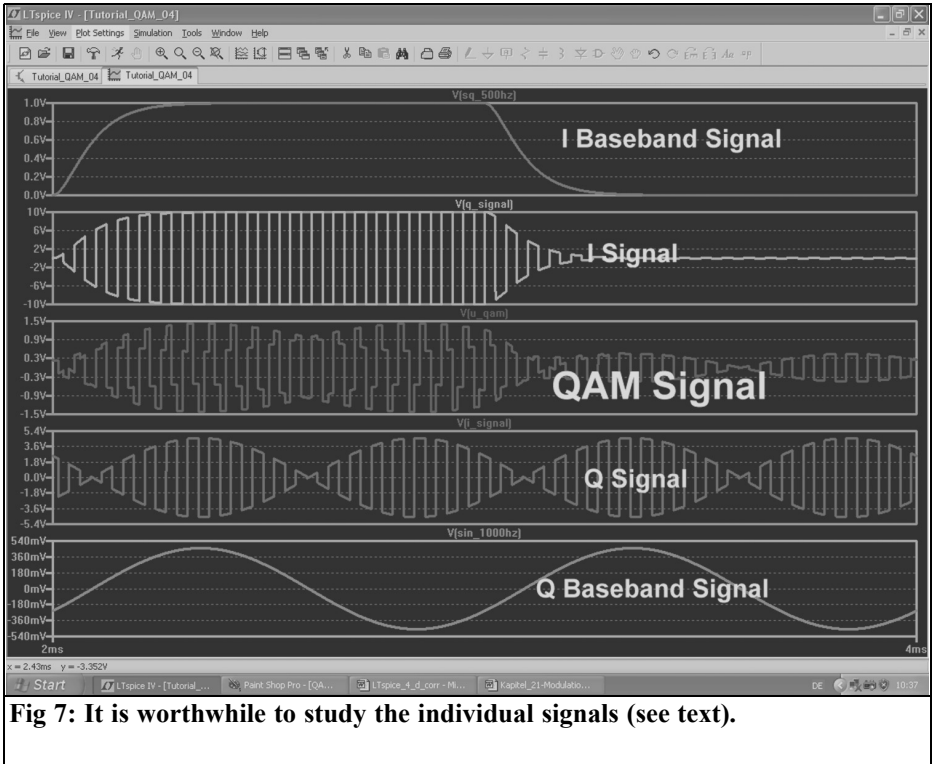 LTspice IV - [Tutorial_QAM_04]
File View Plot Settings Simulation Tools Window Help
Tutorial_QAM_04 Tutorial_QAM_04
V(sq_500hz)
1.0V
0.8V
0.6V
0.4V
0.2V
0.0V
I Baseband Signal
V(q_signal)
10V
6V
2V
-2V
-6V
-10V
I Signal
V(u_qam)
1.5V
0.9V
0.3V
-0.3V
-0.9V
-1.5V
QAM Signal
V(i_signal)
5.4V
3.6V
1.8V
0.0V
-1.8V
-3.6V
-5.4V
Q Signal
V(sin_1000hz)
540mV
360mV
180mV
0mV
-180mV
-360mV
-540mV
Q Baseband Signal
2ms 4ms
x = 2.43ms y = -3.352V
Start LTspice IV - [Tutorial_... Paint Shop Pro - [QA... LTspice_4_d_corr - Mi... Kapitel_21-Modulatio... DE 10:37
Fig 7: It is worthwhile to study the individual signals (see text).